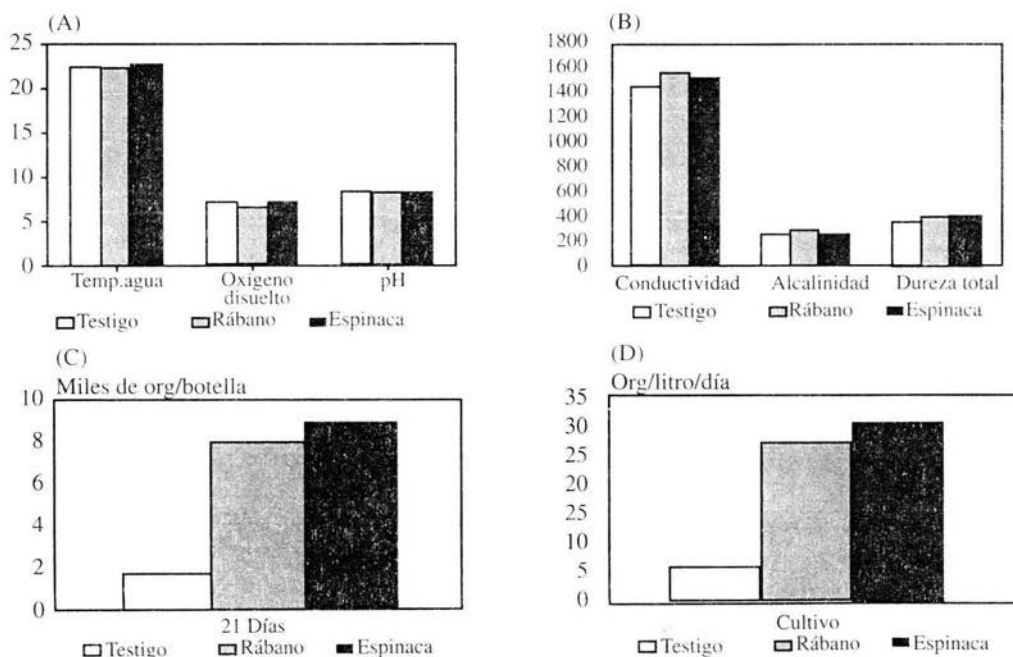 (A)
25
20
15
10
5
0
Temp.agua Oxígeno disuelto pH
Testigo Rábano Espinaca
(B)
1800
1600
1400
1200
1000
800
600
400
200
0
Conductividad Alcalinidad Dureza total
Testigo Rábano Espinaca
(C)
Miles de org/botella
10
8
6
4
2
0
21 Días
Testigo Rábano Espinaca
(D)
Org/litro/día
35
30
25
20
25
10
5
0
Cultivo
Testigo Rábano Espinaca